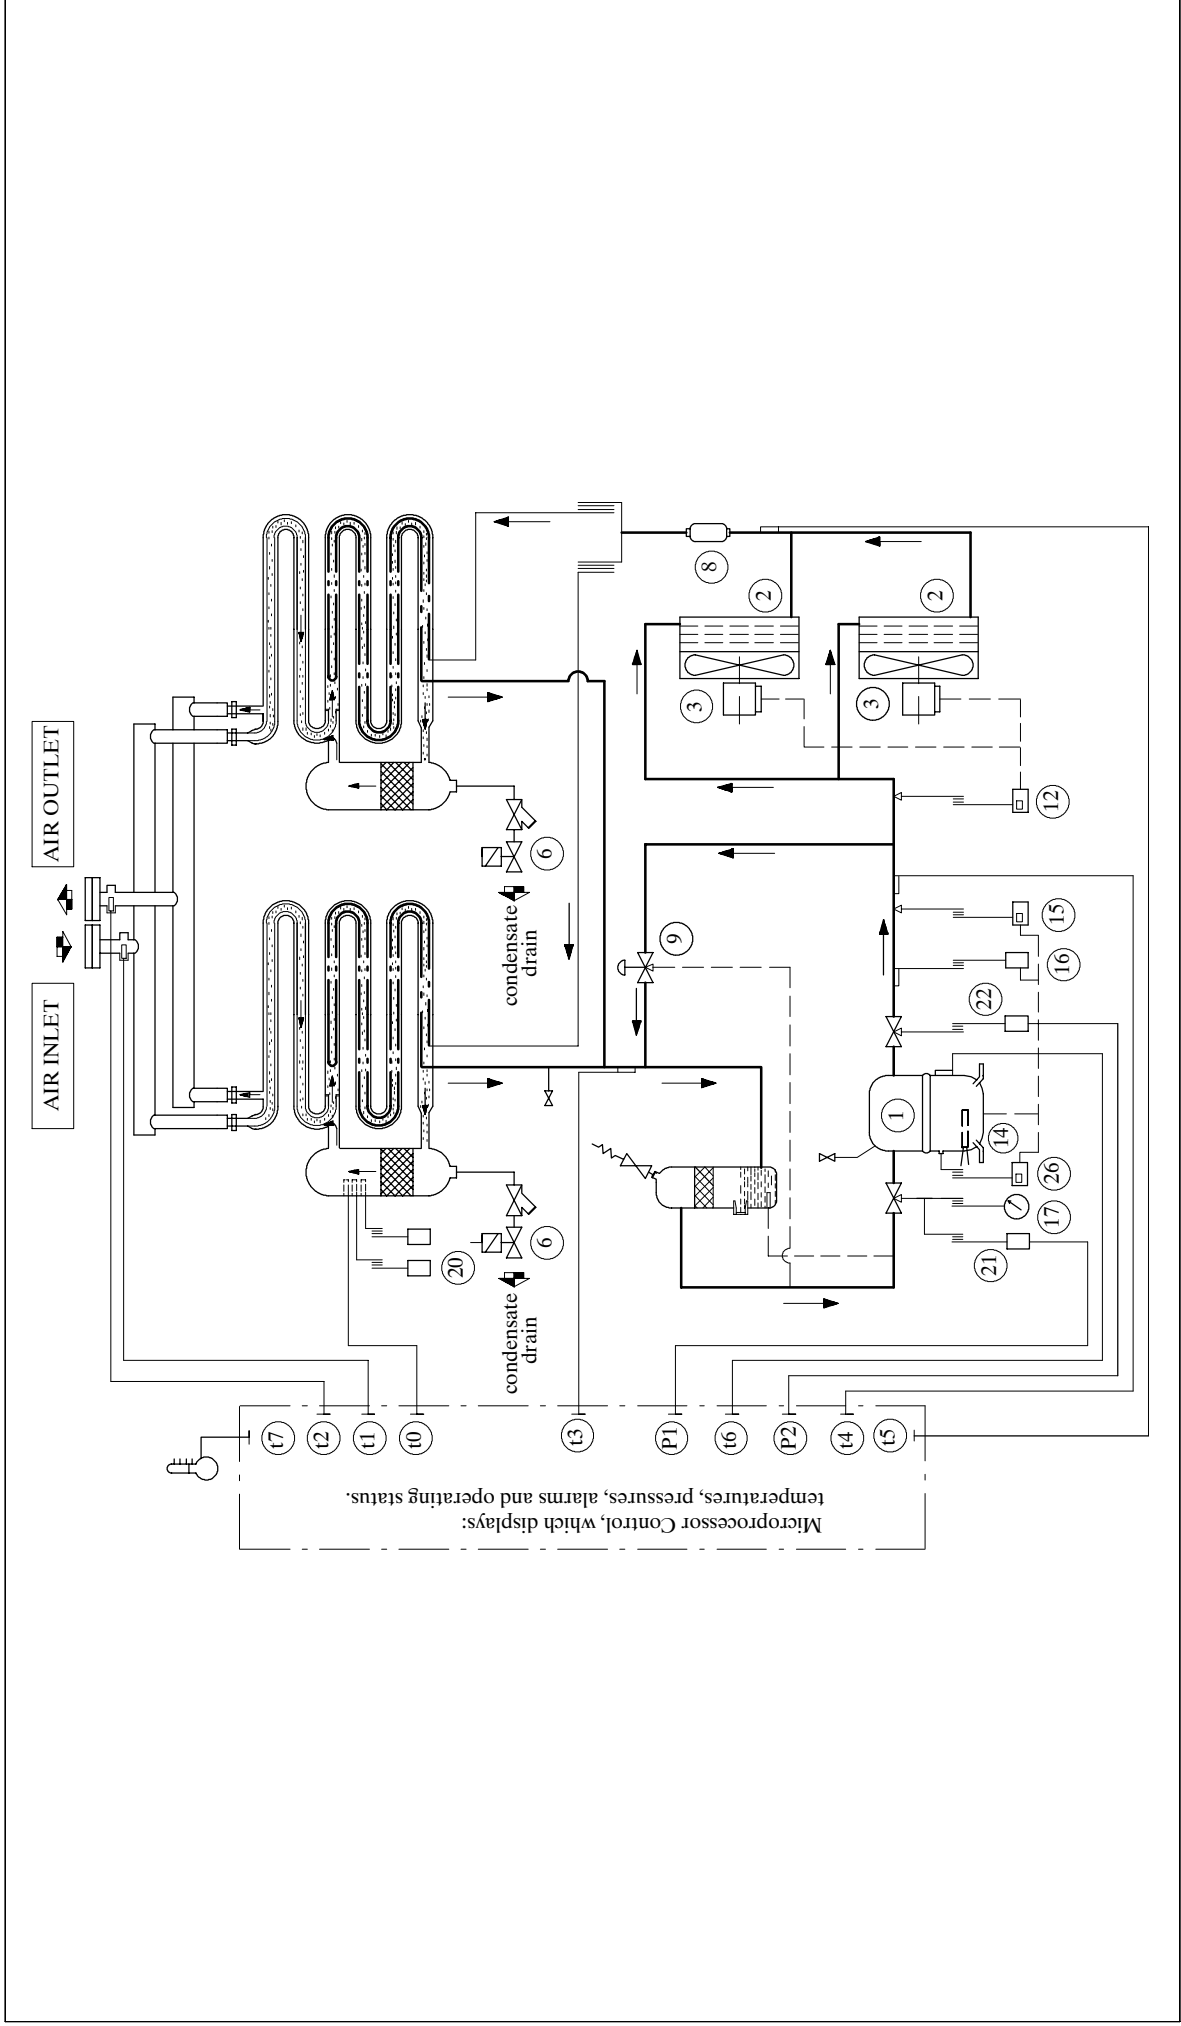 AIR INLET
AIR OUTLET
condensate
drain
condensate
drain
Microprocessor Control, which displays:
temperatures, pressures, alarms and operating status.
t7
t2
t1
t0
t3
P1
t6
P2
t4
t5
20
6
6
9
8
2
2
3
3
12
15
16
22
1
14
26
17
21